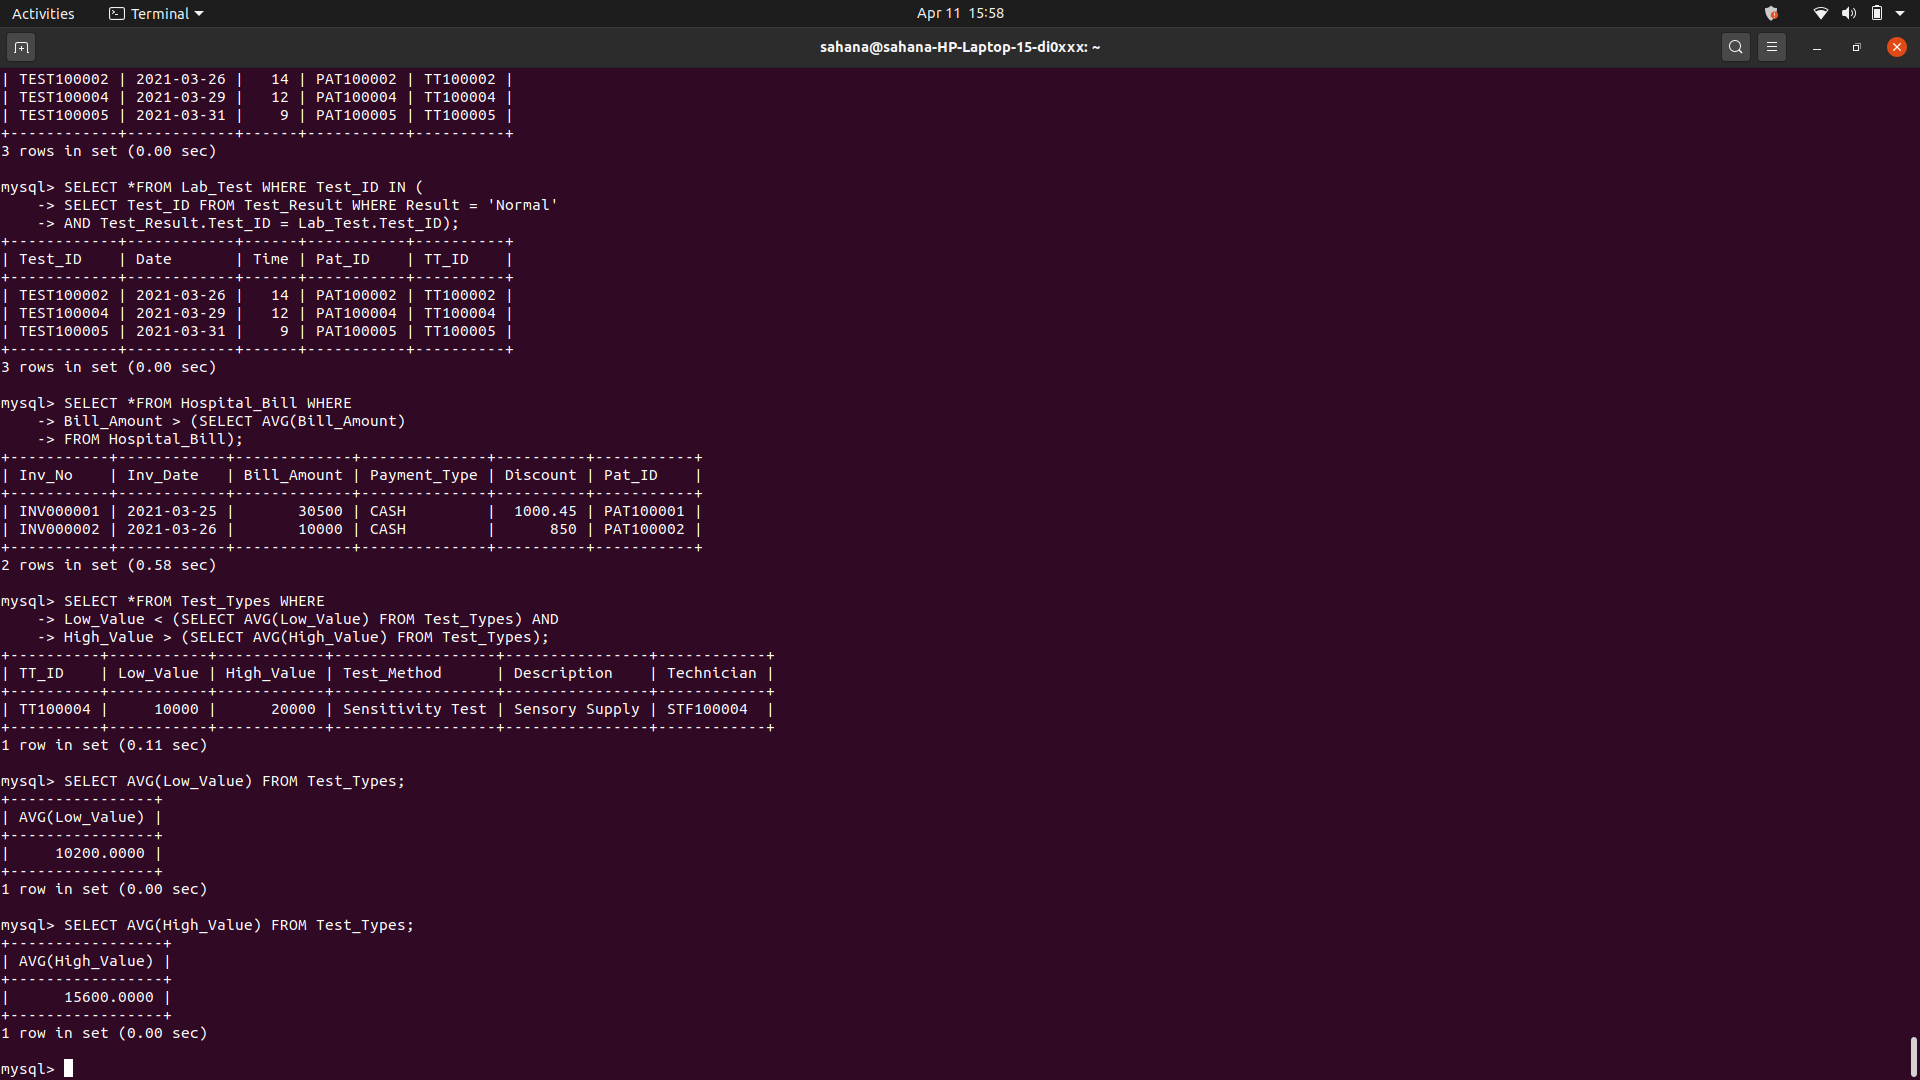 Activities Terminal Apr 11 15:58
sahana@sahana-HP-Laptop-15-di0xxx: ~
| TEST100002 | 2021-03-26 |   14 | PAT100002 | TT100002 |
| TEST100004 | 2021-03-29 |   12 | PAT100004 | TT100004 |
| TEST100005 | 2021-03-31 |    9 | PAT100005 | TT100005 |
+------------+------------+------+-----------+----------+
3 rows in set (0.00 sec)

mysql> SELECT *FROM Lab_Test WHERE Test_ID IN (
    -> SELECT Test_ID FROM Test_Result WHERE Result = 'Normal'
    -> AND Test_Result.Test_ID = Lab_Test.Test_ID);
+------------+------------+------+-----------+----------+
| Test_ID    | Date       | Time | Pat_ID    | TT_ID    |
+------------+------------+------+-----------+----------+
| TEST100002 | 2021-03-26 |   14 | PAT100002 | TT100002 |
| TEST100004 | 2021-03-29 |   12 | PAT100004 | TT100004 |
| TEST100005 | 2021-03-31 |    9 | PAT100005 | TT100005 |
+------------+------------+------+-----------+----------+
3 rows in set (0.00 sec)

mysql> SELECT *FROM Hospital_Bill WHERE
    -> Bill_Amount > (SELECT AVG(Bill_Amount)
    -> FROM Hospital_Bill);
+-----------+------------+-------------+--------------+----------+-----------+
| Inv_No    | Inv_Date   | Bill_Amount | Payment_Type | Discount | Pat_ID    |
+-----------+------------+-------------+--------------+----------+-----------+
| INV000001 | 2021-03-25 |       30500 | CASH         |  1000.45 | PAT100001 |
| INV000002 | 2021-03-26 |       10000 | CASH         |      850 | PAT100002 |
+-----------+------------+-------------+--------------+----------+-----------+
2 rows in set (0.58 sec)

mysql> SELECT *FROM Test_Types WHERE
    -> Low_Value < (SELECT AVG(Low_Value) FROM Test_Types) AND
    -> High_Value > (SELECT AVG(High_Value) FROM Test_Types);
+----------+-----------+------------+------------------+----------------+------------+
| TT_ID    | Low_Value | High_Value | Test_Method      | Description    | Technician |
+----------+-----------+------------+------------------+----------------+------------+
| TT100004 |     10000 |      20000 | Sensitivity Test | Sensory Supply | STF100004  |
+----------+-----------+------------+------------------+----------------+------------+
1 row in set (0.11 sec)

mysql> SELECT AVG(Low_Value) FROM Test_Types;
+----------------+
| AVG(Low_Value) |
+----------------+
|     10200.0000 |
+----------------+
1 row in set (0.00 sec)

mysql> SELECT AVG(High_Value) FROM Test_Types;
+-----------------+
| AVG(High_Value) |
+-----------------+
|      15600.0000 |
+-----------------+
1 row in set (0.00 sec)

mysql>